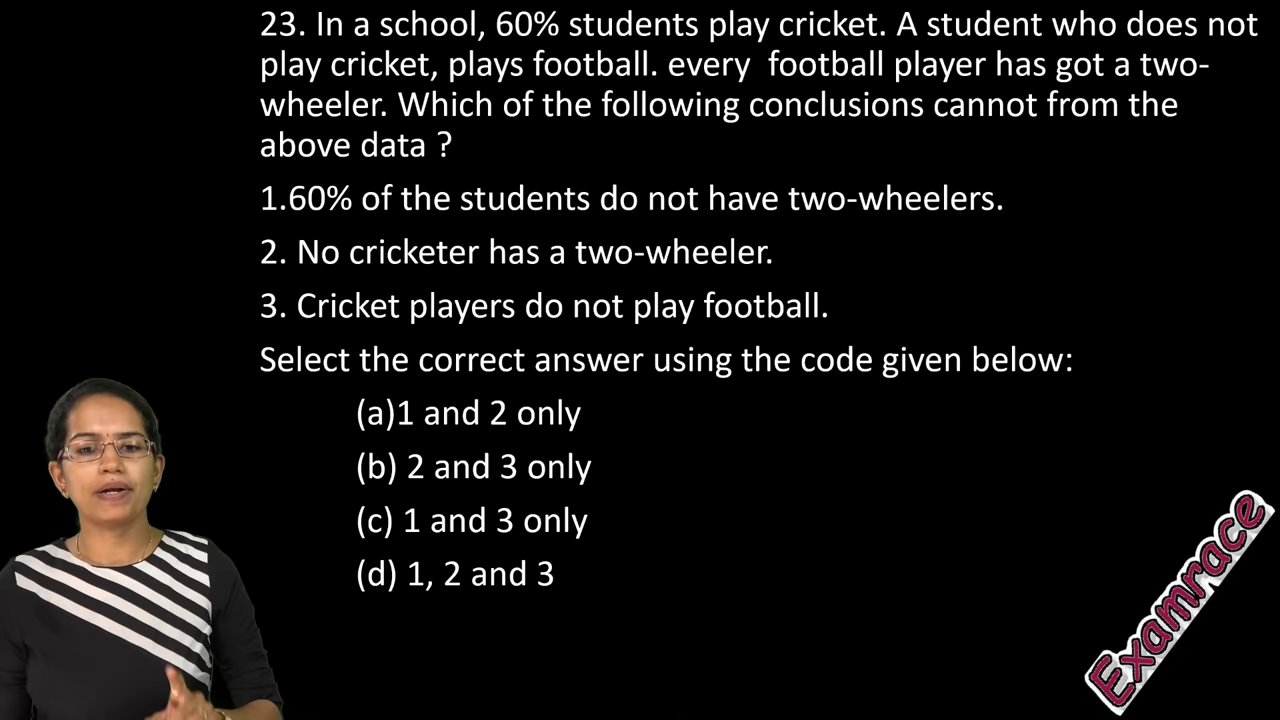 23. In a school, 60% students play cricket. A student who does not
play cricket, plays football. every football player has got a two-
wheeler. Which of the following conclusions cannot from the
above data ?
1.60% of the students do not have two-wheelers.
2. No cricketer has a two-wheeler.
3. Cricket players do not play football.
Select the correct answer using the code given below:
(a)1 and 2 only
(b) 2 and 3 only
(c) 1 and 3 only
(d) 1, 2 and 3
Examrace